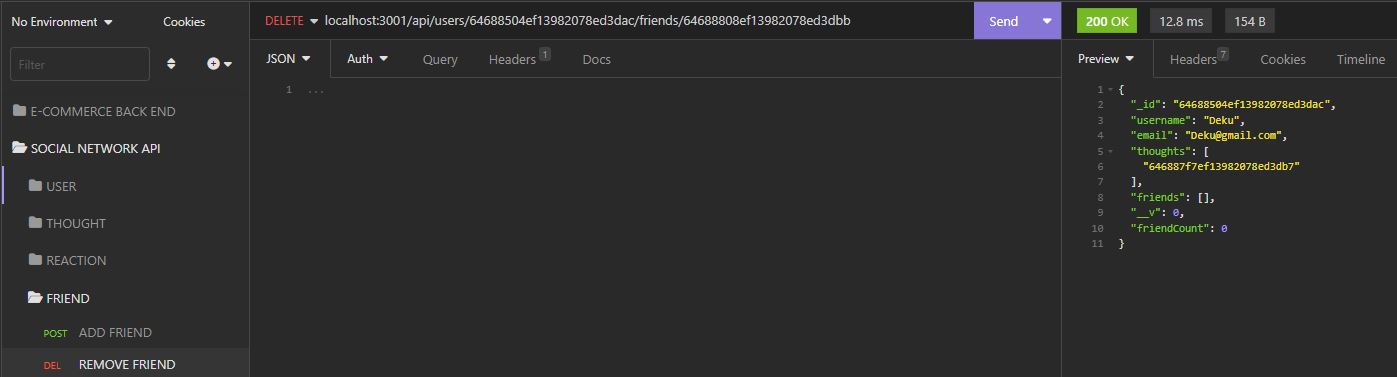 No Environment
Cookies
Filter
E-COMMERCE BACK END
SOCIAL NETWORK API
USER
THOUGHT
REACTION
FRIEND
POST ADD FRIEND
DEL REMOVE FRIEND
DELETE localhost:3001/api/users/64688504ef13982078ed3dac/friends/64688808ef13982078ed3dbb
Send
JSON Auth Query Headers 1 Docs
1 ...
200 OK 12.8 ms 154 B
Preview Headers 7 Cookies Timeline
1 {
2 "_id": "64688504ef13982078ed3dac",
3 "username": "Deku",
4 "email": "Deku@gmail.com",
5 "thoughts": [
6 "646887f7ef13982078ed3db7"
7 ],
8 "friends": [],
9 "__v": 0,
10 "friendCount": 0
11 }